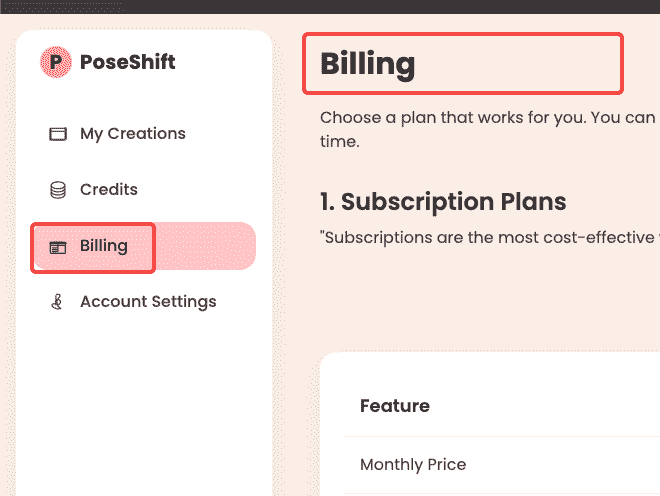 P PoseShift
My Creations
Credits
Billing
Account Settings
Billing
Choose a plan that works for you. You can
time.
1. Subscription Plans
"Subscriptions are the most cost-effective
Feature
Monthly Price